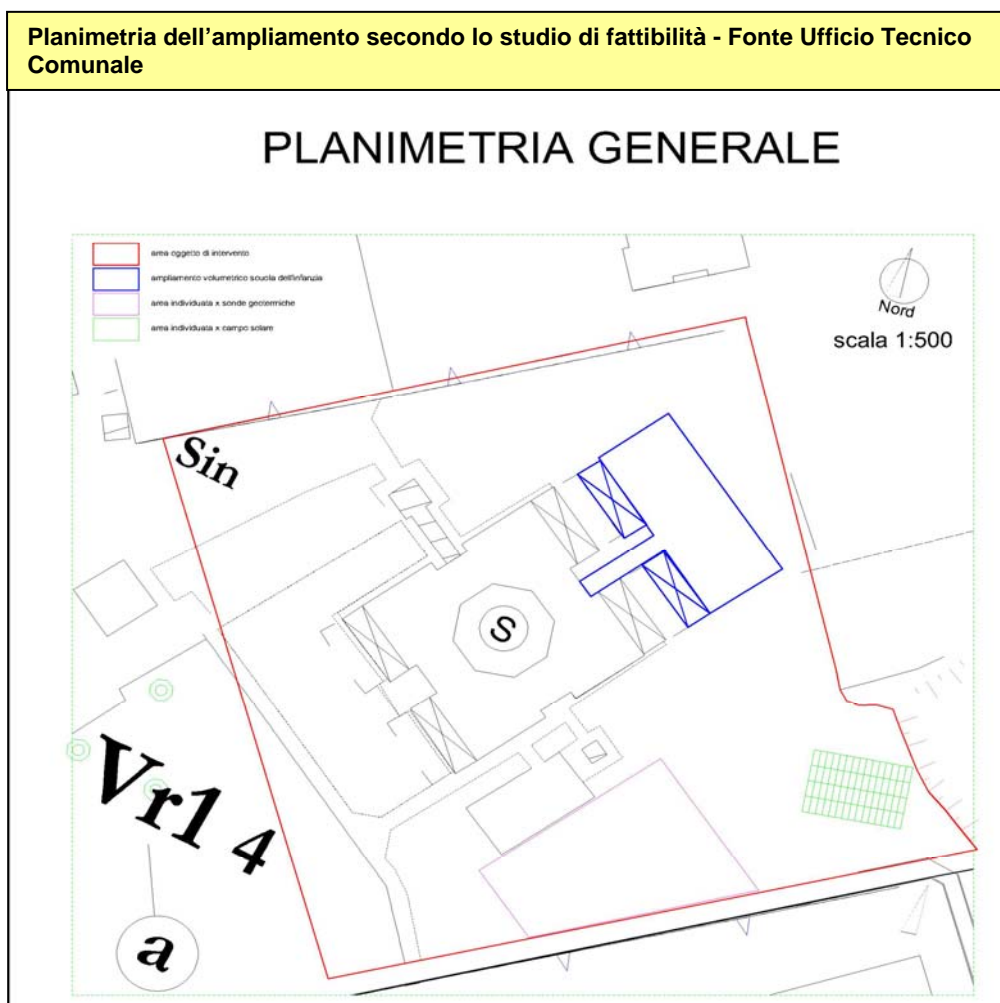 Planimetria dell'ampliamento secondo lo studio di fattibilità - Fonte Ufficio Tecnico
Comunale
PLANIMETRIA GENERALE
area oggetto di intervento
ampliamento volumetrico scuola dell'infanzia
area individuata x sonde geotermiche
area individuata x campo solare
Nord
scala 1:500
Sin
S
Vr1 4
a